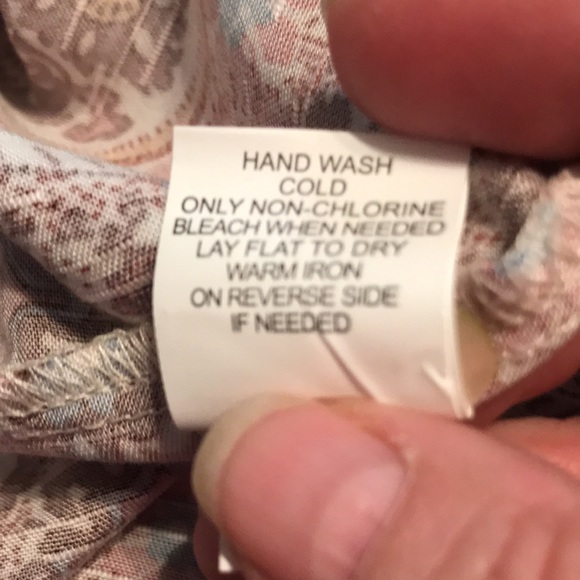 HAND WASH
COLD
ONLY NON-CHLORINE
BLEACH WHEN NEEDED
LAY FLAT TO DRY
WARM IRON
ON REVERSE SIDE
IF NEEDED